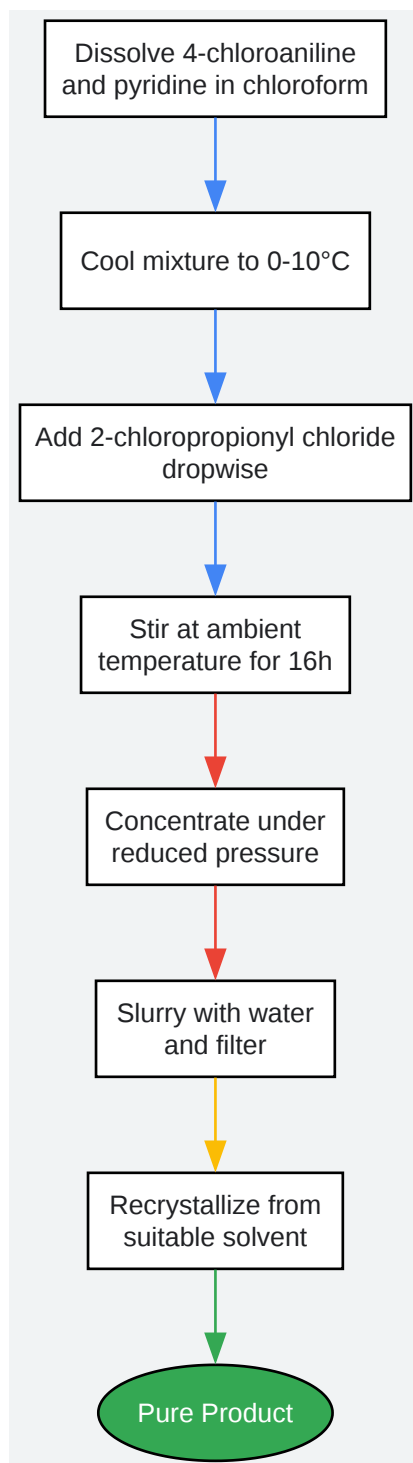 Dissolve 4-chloroaniline
and pyridine in chloroform
Cool mixture to 0-10°C
Add 2-chloropropionyl chloride
dropwise
Stir at ambient
temperature for 16h
Concentrate under
reduced pressure
Slurry with water
and filter
Recrystallize from
suitable solvent
Pure Product